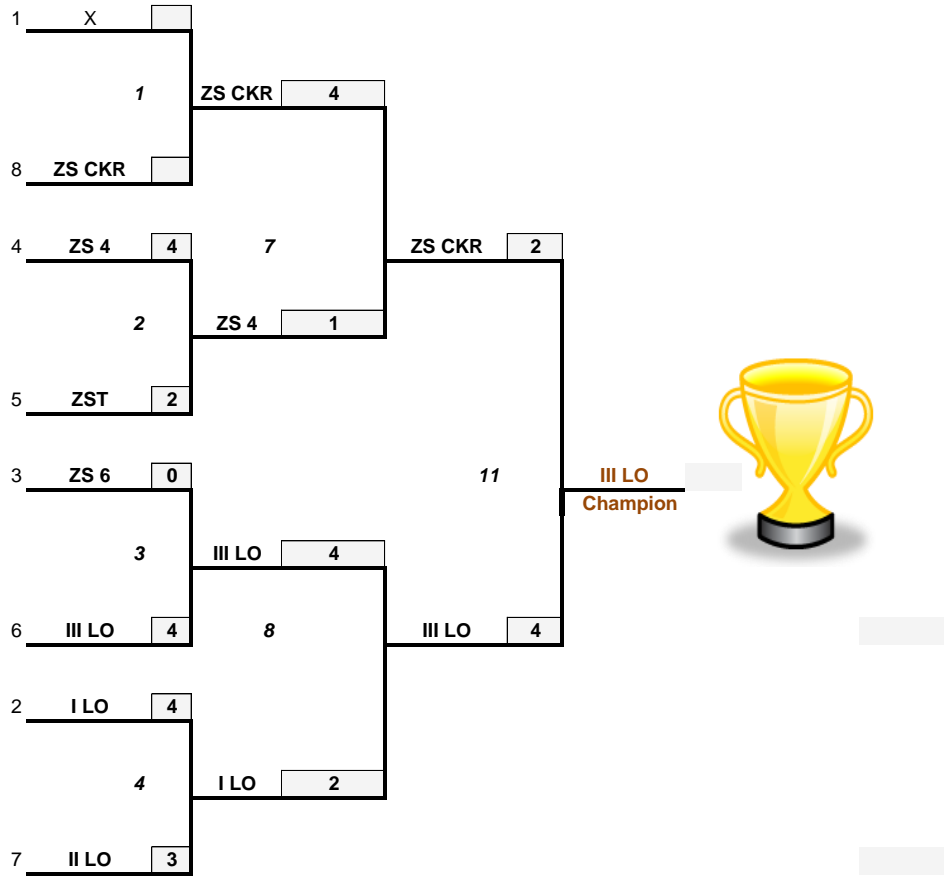 1 X
1 ZS CKR 4
8 ZS CKR
4 ZS 4 4 7 ZS CKR 2
2 ZS 4 1
5 ZST 2
3 ZS 6 0 11 III LO
Champion
3 III LO 4
6 III LO 4 8 III LO 4
2 I LO 4
4 I LO 2
7 II LO 3